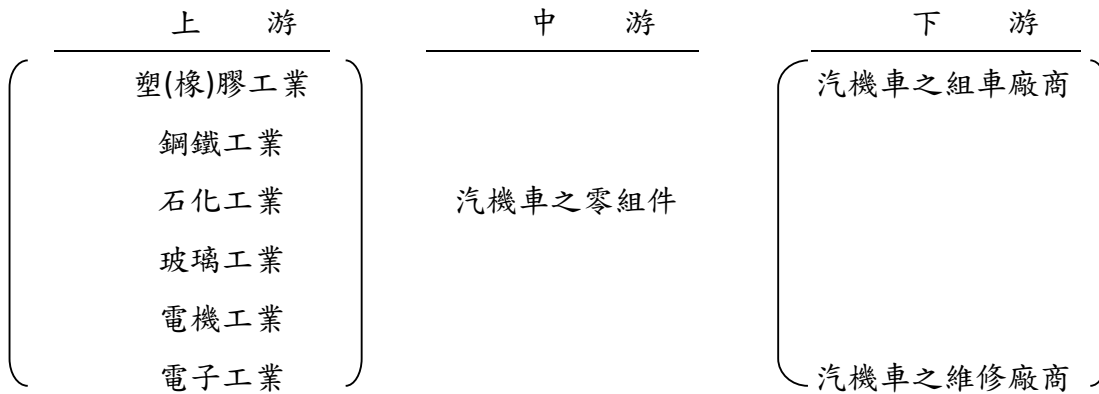 上 游 中 游 下 游
塑(橡)膠工業 汽機車之組車廠商
鋼鐵工業
石化工業 汽機車之零組件
玻璃工業
電機工業
電子工業 汽機車之維修廠商